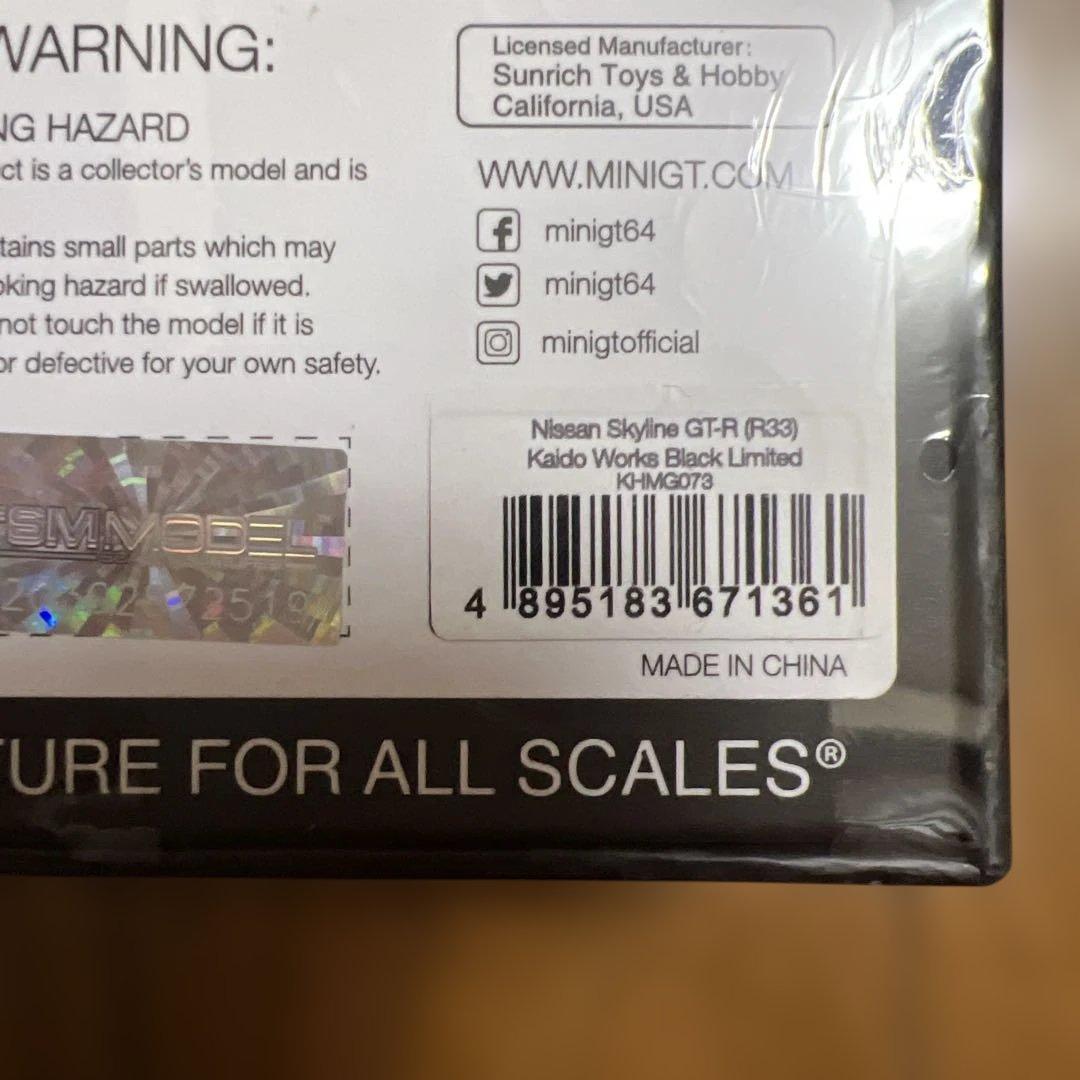 WARNING:
NG HAZARD
ct is a collector's model and is
tains small parts which may
oking hazard if swallowed.
not touch the model if it is
or defective for your own safety.
Licensed Manufacturer:
Sunrich Toys & Hobby
California, USA
WWW.MINIGT.COM
minigt64
minigt64
minigtofficial
Nissan Skyline GT-R (R33)
Kaido Works Black Limited
KHMG073
4 895183 671361
SM MODEL
MADE IN CHINA
TURE FOR ALL SCALES®